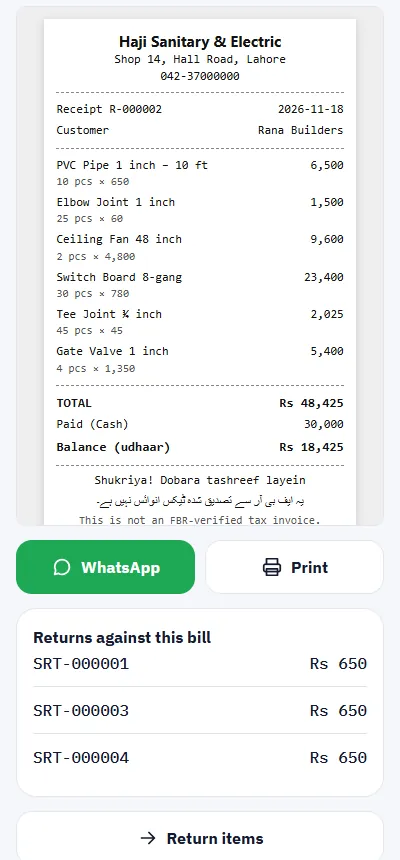 Haji Sanitary & Electric
Shop 14, Hall Road, Lahore
042-37000000
Receipt R-000002 2026-11-18
Customer Rana Builders
PVC Pipe 1 inch – 10 ft 6,500
10 pcs × 650
Elbow Joint 1 inch 1,500
25 pcs × 60
Ceiling Fan 48 inch 9,600
2 pcs × 4,800
Switch Board 8-gang 23,400
30 pcs × 780
Tee Joint ¾ inch 2,025
45 pcs × 45
Gate Valve 1 inch 5,400
4 pcs × 1,350
TOTAL Rs 48,425
Paid (Cash) 30,000
Balance (udhaar) Rs 18,425
Shukriya! Dobara tashreef layein
یہ ایف بی آر سے تصدیق شدہ ٹیکس انوائس نہیں ہے۔
This is not an FBR-verified tax invoice.
WhatsApp Print
Returns against this bill
SRT-000001 Rs 650
SRT-000003 Rs 650
SRT-000004 Rs 650
Return items